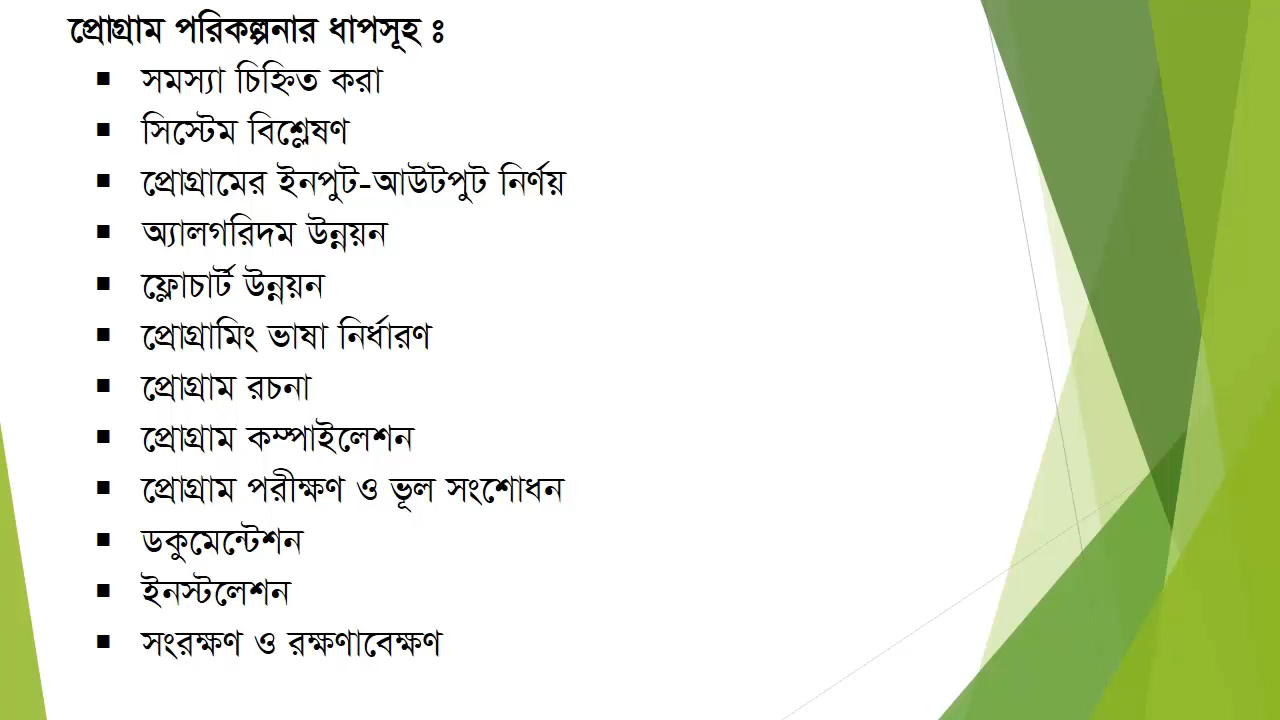 প্রোগ্রাম পরিকল্পনার ধাপসূহ ঃ
▪ সমস্যা চিহ্নিত করা
▪ সিস্টেম বিশ্লেষণ
▪ প্রোগ্রামের ইনপুট-আউটপুট নির্ণয়
▪ অ্যালগরিদম উন্নয়ন
▪ ফ্লোচার্ট উন্নয়ন
▪ প্রোগ্রামিং ভাষা নির্ধারণ
▪ প্রোগ্রাম রচনা
▪ প্রোগ্রাম কম্পাইলেশন
▪ প্রোগ্রাম পরীক্ষণ ও ভূল সংশোধন
▪ ডকুমেন্টেশন
▪ ইনস্টলেশন
▪ সংরক্ষণ ও রক্ষণাবেক্ষণ